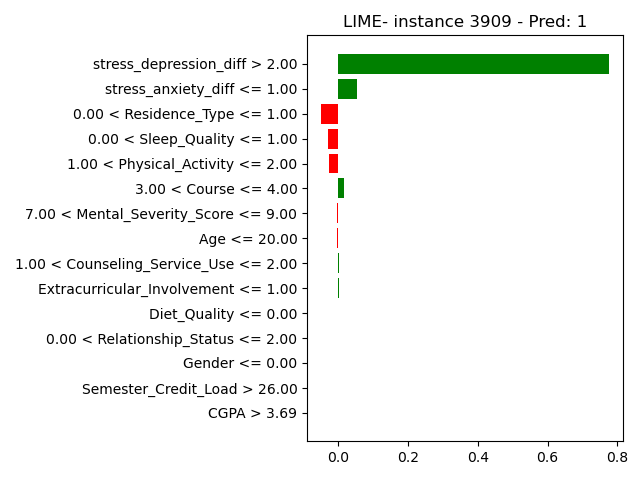 LIME- instance 3909 - Pred: 1
stress_depression_diff > 2.00
stress_anxiety_diff <= 1.00
0.00 < Residence_Type <= 1.00
0.00 < Sleep_Quality <= 1.00
1.00 < Physical_Activity <= 2.00
3.00 < Course <= 4.00
7.00 < Mental_Severity_Score <= 9.00
Age <= 20.00
1.00 < Counseling_Service_Use <= 2.00
Extracurricular_Involvement <= 1.00
Diet_Quality <= 0.00
0.00 < Relationship_Status <= 2.00
Gender <= 0.00
Semester_Credit_Load > 26.00
CGPA > 3.69
0.0 0.2 0.4 0.6 0.8